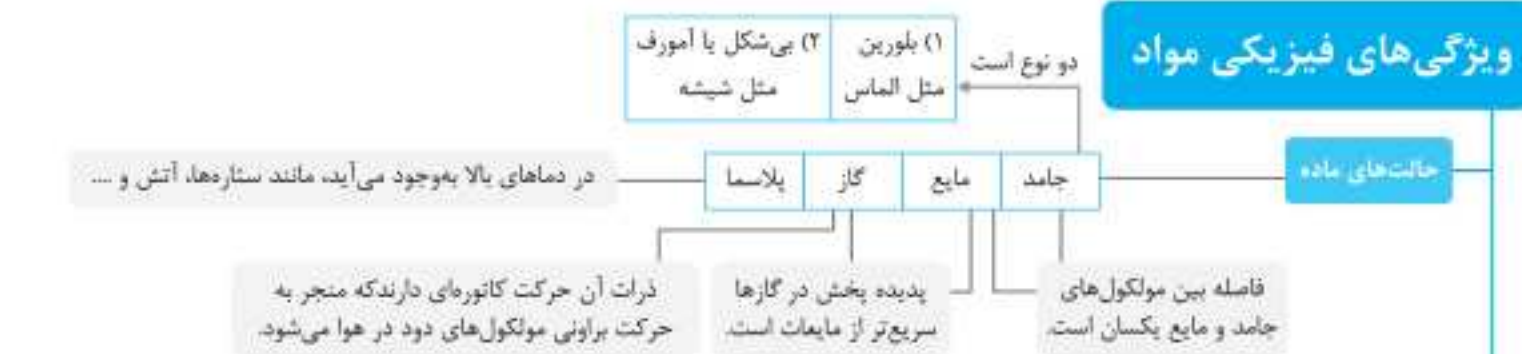 ویژگی‌های فیزیکی مواد
حالت‌های ماده
دو نوع است
۱) بلورین
مثل الماس
۲) بی‌شکل یا آمورف
مثل شیشه
جامد
مایع
گاز
پلاسما
در دماهای بالا به‌وجود می‌آید، مانند ستاره‌ها، آتش و ....
فاصله بین مولکول‌های
جامد و مایع یکسان است.
پدیده پخش در گازها
سریع‌تر از مایعات است.
ذرات آن حرکت کاتوره‌ای دارندکه منجر به
حرکت براونی مولکول‌های دود در هوا می‌شود.